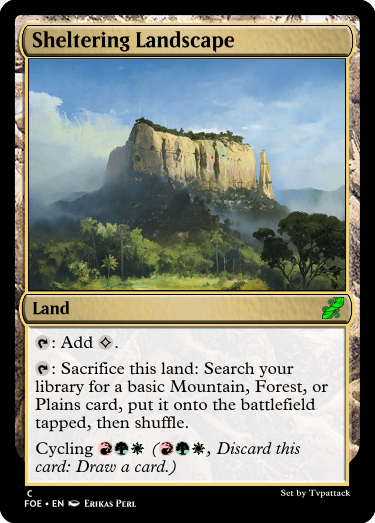 Sheltering Landscape
Land
: Add .
: Sacrifice this land: Search your
library for a basic Mountain, Forest, or
Plains card, put it onto the battlefield
tapped, then shuffle.
Cycling (, Discard this
card: Draw a card.)
C
FOE • EN Erikas Perl
Set by Tvpattack